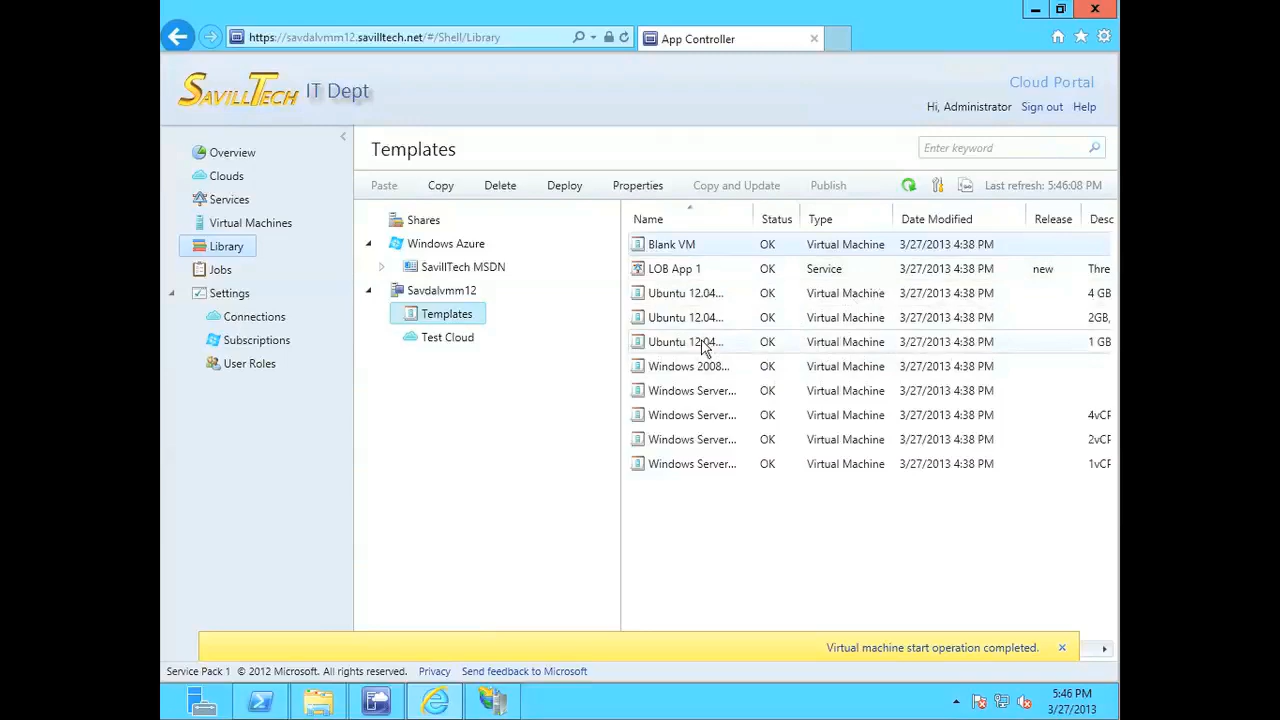 https://savdalvmm12.savilltech.net/#/Shell/Library
App Controller
SAVILLTECH IT Dept
Cloud Portal
Hi, Administrator Sign out Help
Overview
Clouds
Services
Virtual Machines
Library
Jobs
Settings
Connections
Subscriptions
User Roles
Templates
Enter keyword
Paste Copy Delete Deploy Properties Copy and Update Publish Last refresh: 5:46:08 PM
Shares
Windows Azure
SavillTech MSDN
Savdalvmm12
Templates
Test Cloud
Name Status Type Date Modified Release Desc
Blank VM OK Virtual Machine 3/27/2013 4:38 PM
LOB App 1 OK Service 3/27/2013 4:38 PM new Thre
Ubuntu 12.04... OK Virtual Machine 3/27/2013 4:38 PM 4 GB
Ubuntu 12.04... OK Virtual Machine 3/27/2013 4:38 PM 2GB,
Ubuntu 12.04... OK Virtual Machine 3/27/2013 4:38 PM 1 GB
Windows 2008... OK Virtual Machine 3/27/2013 4:38 PM
Windows Server... OK Virtual Machine 3/27/2013 4:38 PM
Windows Server... OK Virtual Machine 3/27/2013 4:38 PM 4vCP
Windows Server... OK Virtual Machine 3/27/2013 4:38 PM 2vCP
Windows Server... OK Virtual Machine 3/27/2013 4:38 PM 1vCP
Virtual machine start operation completed.
Service Pack 1 © 2012 Microsoft. All rights reserved. Privacy Send feedback to Microsoft
5:46 PM
3/27/2013